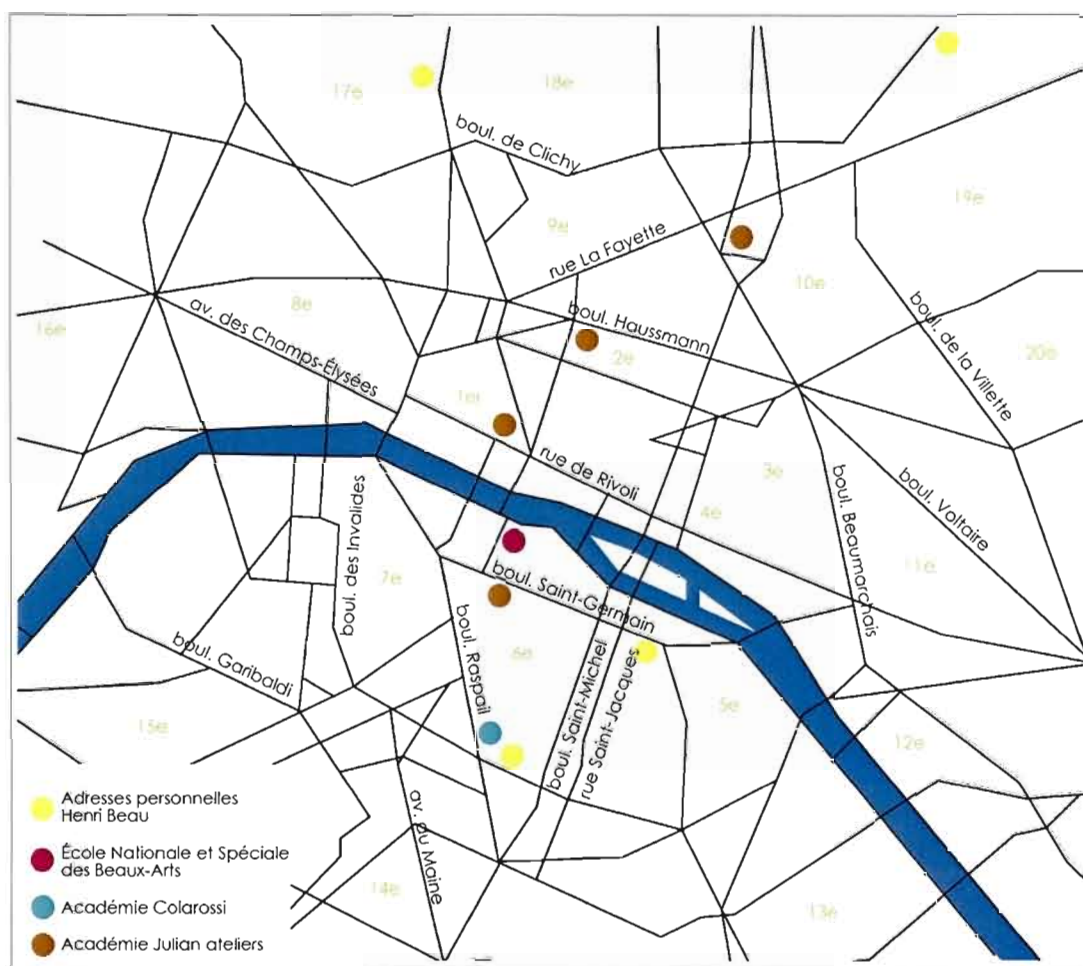 17e
18e
boul. de Clichy
19e
9e
rue La Fayette
10e
8e
boul. Haussmann
boul. de la Villette
16e
av. des Champs-Élysées
2e
20e
1er
rue de Rivoli
3e
boul. Beaumarchais
boul. Voltaire
4e
boul. des Invalides
7e
boul. Saint-Germain
11e
boul. Garibaldi
boul. Raspail
6e
boul. Saint-Michel
rue Saint-Jacques
5e
15e
12e
av. du Maine
14e
13e
Adresses personnelles
Henri Beau
École Nationale et Spéciale
des Beaux-Arts
Académie Colarossi
Académie Julian ateliers